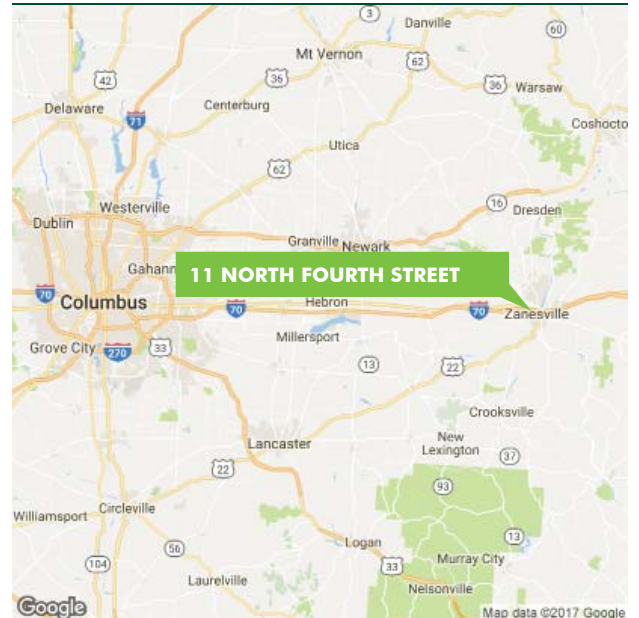 3
Danville
60
Mt Vernon
62
42
36
36
Warsaw
Delaware
Centerburg
71
Coshocto
Utica
62
Westerville
16
Dresden
Dublin
Granville
Newark
Gahann
11 NORTH FOURTH STREET
70
Columbus
70
Hebron
70
Zanesville
Millersport
Grove City
270
33
13
22
Crooksville
Lancaster
New
Lexington
37
22
93
Circleville
Williamsport
13
Logan
56
104
33
Murray City
Laurelville
Nelsonville
Google
Map data ©2017 Google